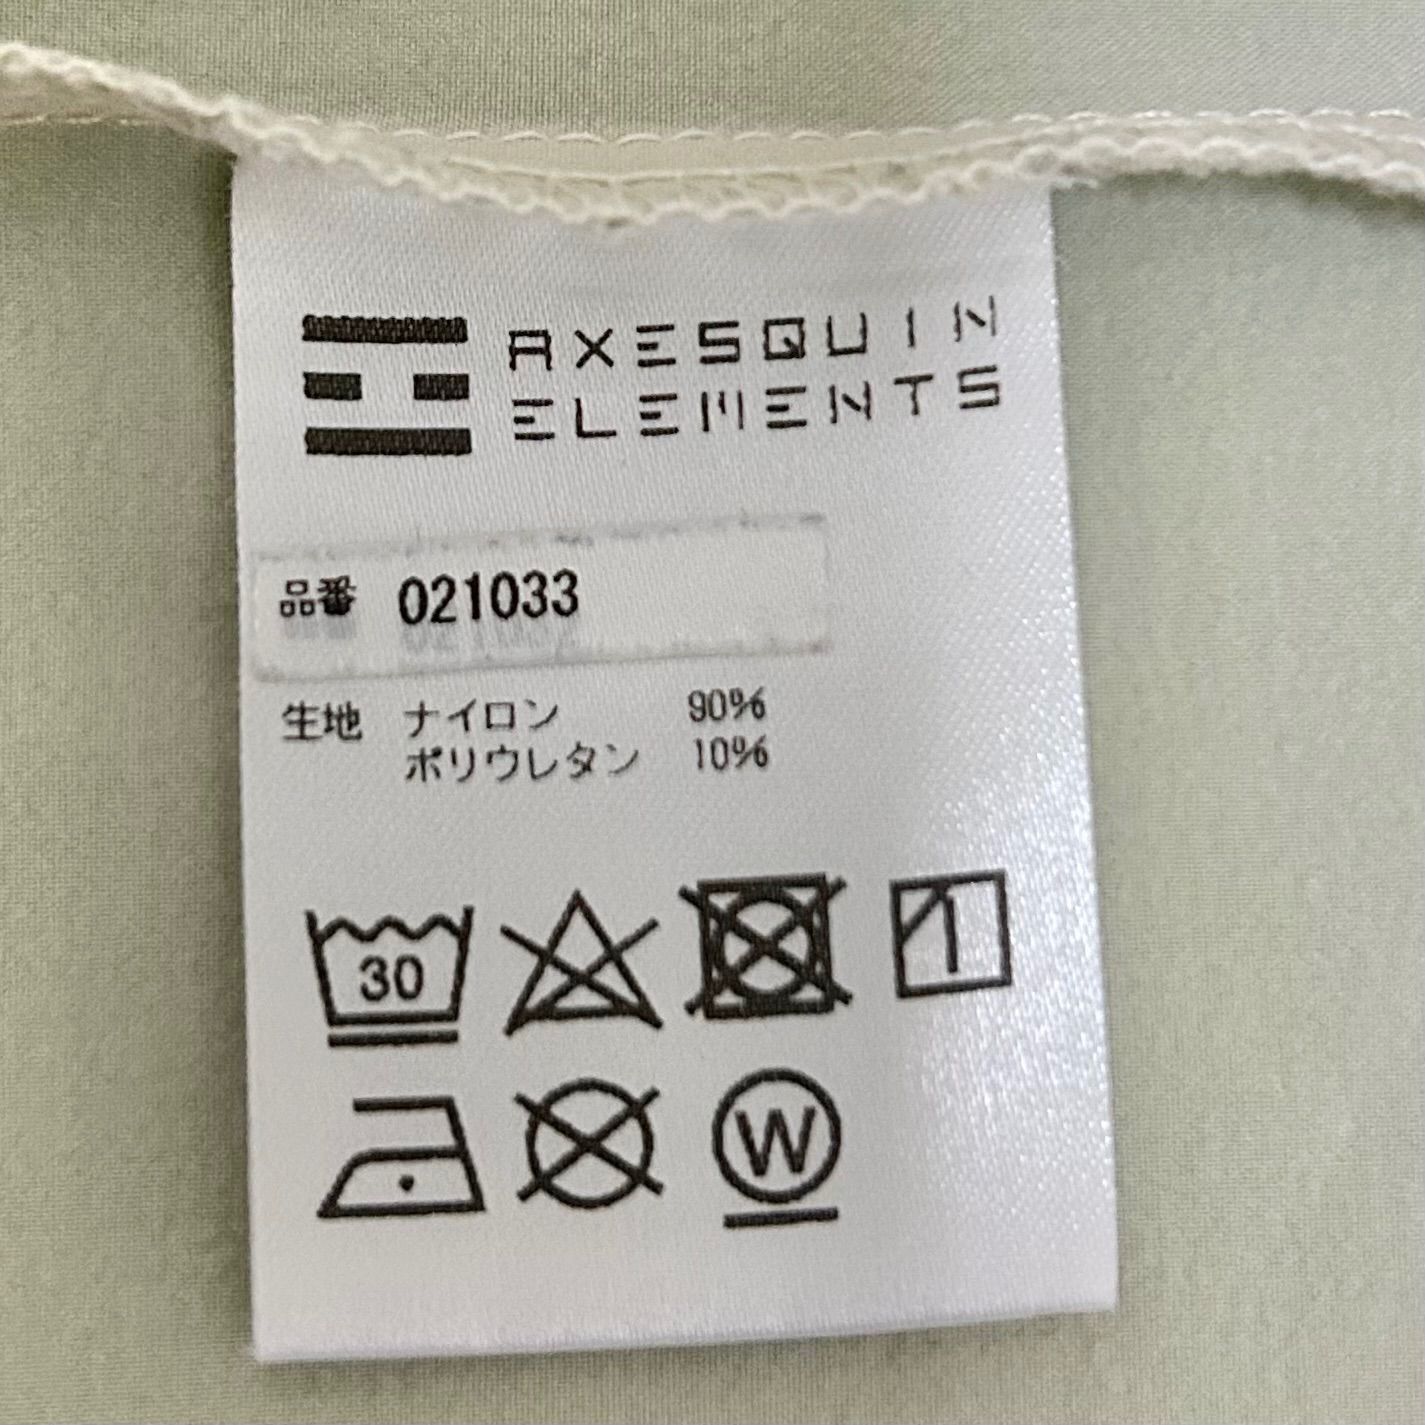 AXESQUIN
ELEMENTS
品番 021033
生地 ナイロン 90%
ポリウレタン 10%
30
W